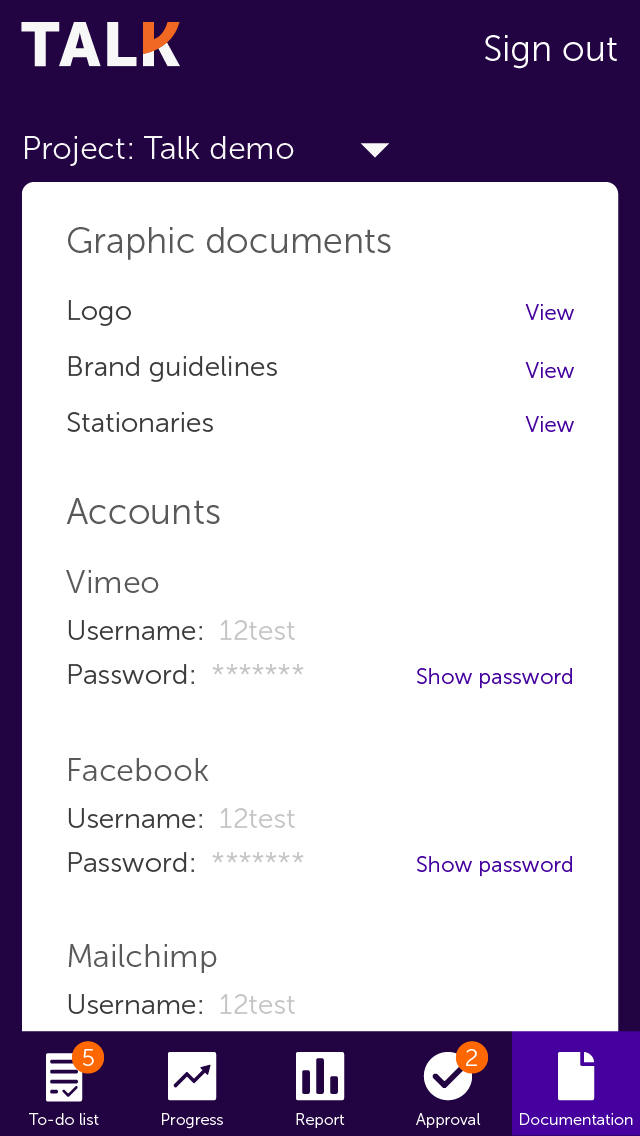 TALK
Sign out
Project: Talk demo
Graphic documents
Logo View
Brand guidelines View
Stationaries View
Accounts
Vimeo
Username: 12test
Password: ******* Show password
Facebook
Username: 12test
Password: ******* Show password
Mailchimp
Username: 12test
5 2
To-do list Progress Report Approval Documentation